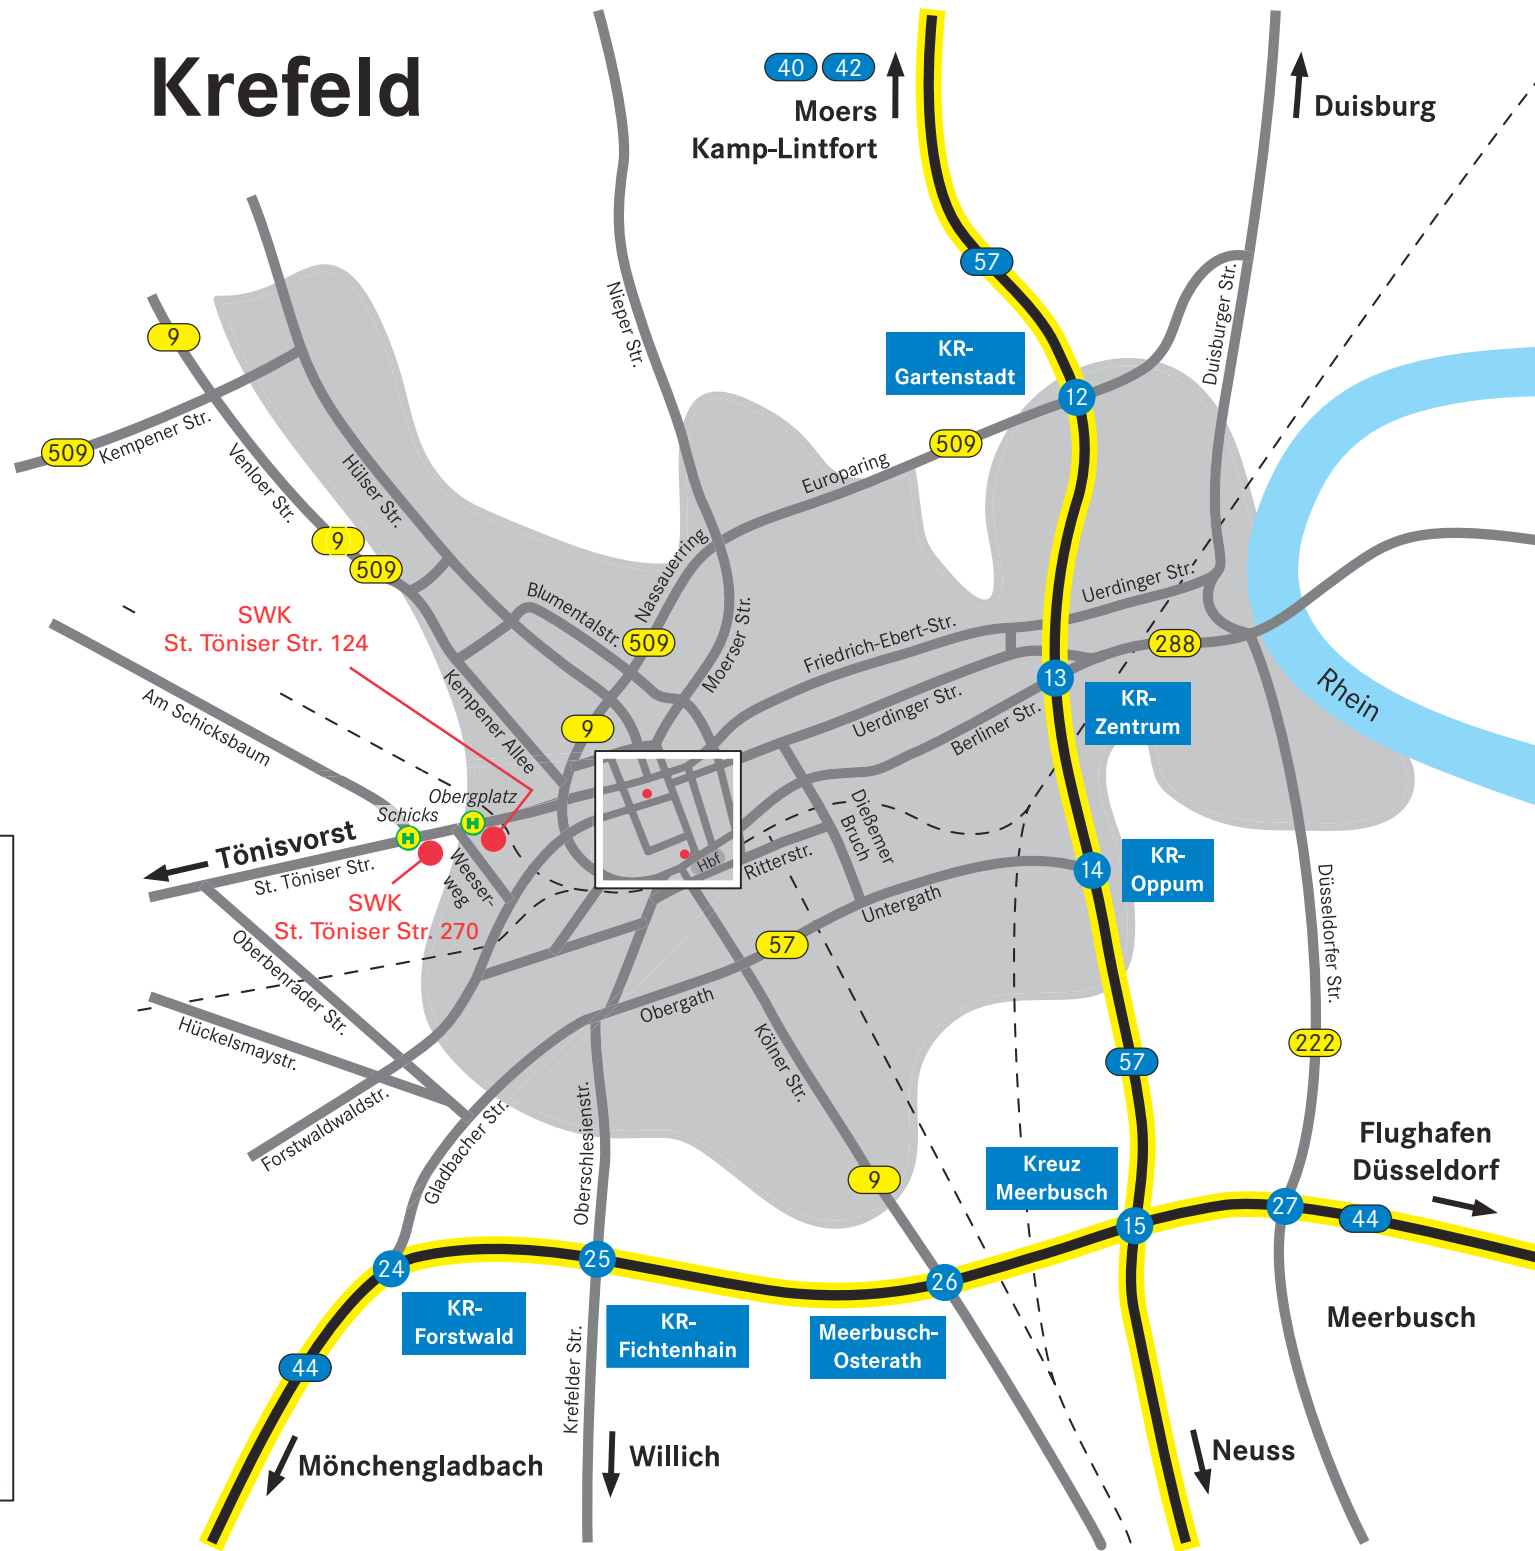 Krefeld
40 42
Moers
Kamp-Lintfort
Duisburg
57
9
Nieper Str.
Duisburger Str.
KR-
Gartenstadt
12
509
Kempener Str.
509
Venloer Str.
Hülser Str.
Europaring
9
509
Nassauerring
Blumentalstr.
Uerdinger Str.
SWK
St. Töniser Str. 124
509
Moerser Str.
Friedrich-Ebert-Str.
288
13
KR-
Zentrum
Rhein
Am Schicksbaum
Kempener Allee
9
Uerdinger Str.
Berliner Str.
Obergplatz
Schicks
H
H
Tönisvorst
St. Töniser Str.
Weeser-
weg
Hbf
Ritterstr.
Dießemer
Bruch
14
KR-
Oppum
SWK
St. Töniser Str. 270
Untergath
57
Düsseldorfer Str.
Oberbenrader Str.
Obergath
Hückelsmaystr.
Kölner Str.
222
57
Forstwaldwaldstr.
Gladbacher Str.
Oberschlesienstr.
Flughafen
Düsseldorf
Kreuz
Meerbusch
9
15
27
44
24
25
26
KR-
Forstwald
KR-
Fichtenhain
Meerbusch-
Osterath
Meerbusch
44
Krefelder Str.
Mönchengladbach
Willich
Neuss